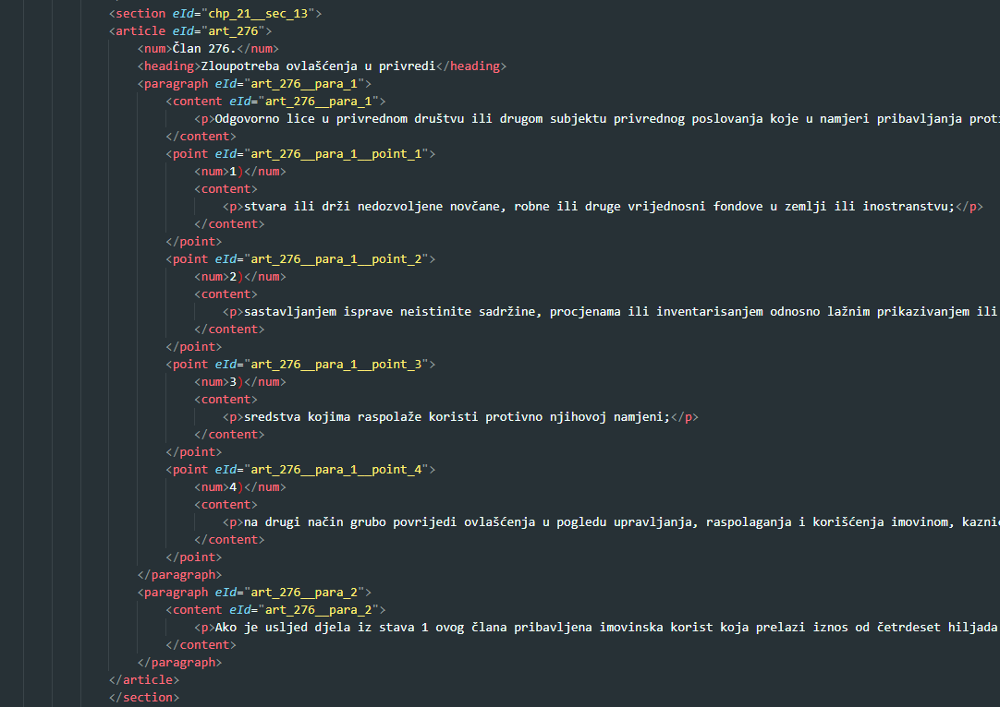 <section eId="chp_21__sec_13">
<article eId="art_276">
<num>Član 276.</num>
<heading>Zloupotreba ovlašćenja u privredi</heading>
<paragraph eId="art_276__para_1">
<content eId="art_276__para_1">
<p>Odgovorno lice u privrednom društvu ili drugom subjektu privrednog poslovanja koje u namjeri pribavljanja proti
</content>
<point eId="art_276__para_1__point_1">
<num>1)</num>
<content>
<p>stvara ili drži nedozvoljene novčane, robne ili druge vrijednosni fondove u zemlji ili inostranstvu;</p>
</content>
</point>
<point eId="art_276__para_1__point_2">
<num>2)</num>
<content>
<p>sastavljanjem isprave neistinite sadržine, procjenama ili inventarisanjem odnosno lažnim prikazivanjem ili
</content>
</point>
<point eId="art_276__para_1__point_3">
<num>3)</num>
<content>
<p>sredstva kojima raspolaže koristi protivno njihovoj namjeni;</p>
</content>
</point>
<point eId="art_276__para_1__point_4">
<num>4)</num>
<content>
<p>na drugi način grubo povrijedi ovlašćenja u pogledu upravljanja, raspolaganja i korišćenja imovinom, kazni
</content>
</point>
</paragraph>
<paragraph eId="art_276__para_2">
<content eId="art_276__para_2">
<p>Ako je usljed djela iz stava 1 ovog člana pribavljena imovinska korist koja prelazi iznos od četrdeset hiljada
</content>
</paragraph>
</article>
</section>